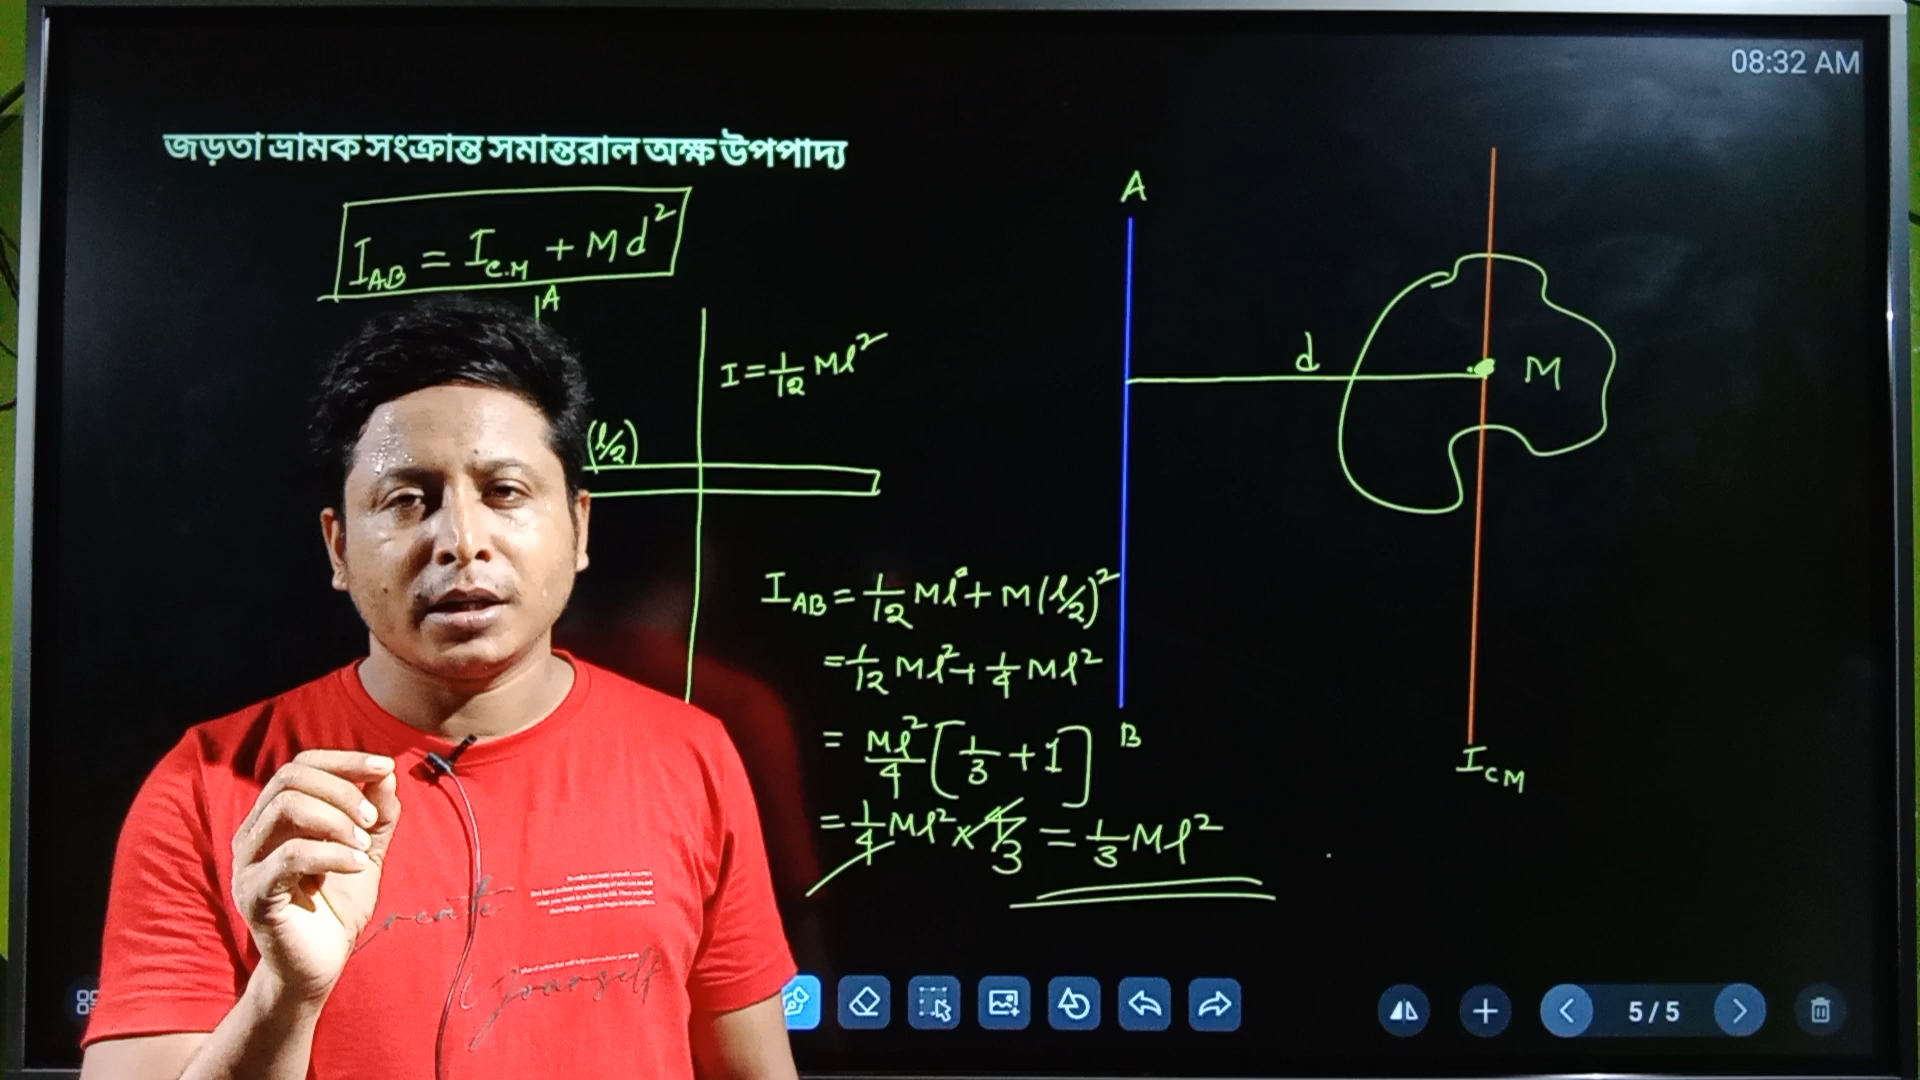 08:32 AM
জড়তা ভ্রামক সংক্রান্ত সমান্তরাল অক্ষ উপপাদ্য
I_AB = I_C.M + Md²
A
I = 1/12 Ml²
(l/2)
A
d
M
B
I_CM
I_AB = 1/12 Ml² + M(l/2)²
= 1/12 Ml² + 1/4 Ml²
= Ml²/4 [1/3 + 1]
= 1/4 Ml² × 4/3 = 1/3 Ml²
create
yourself
5 / 5